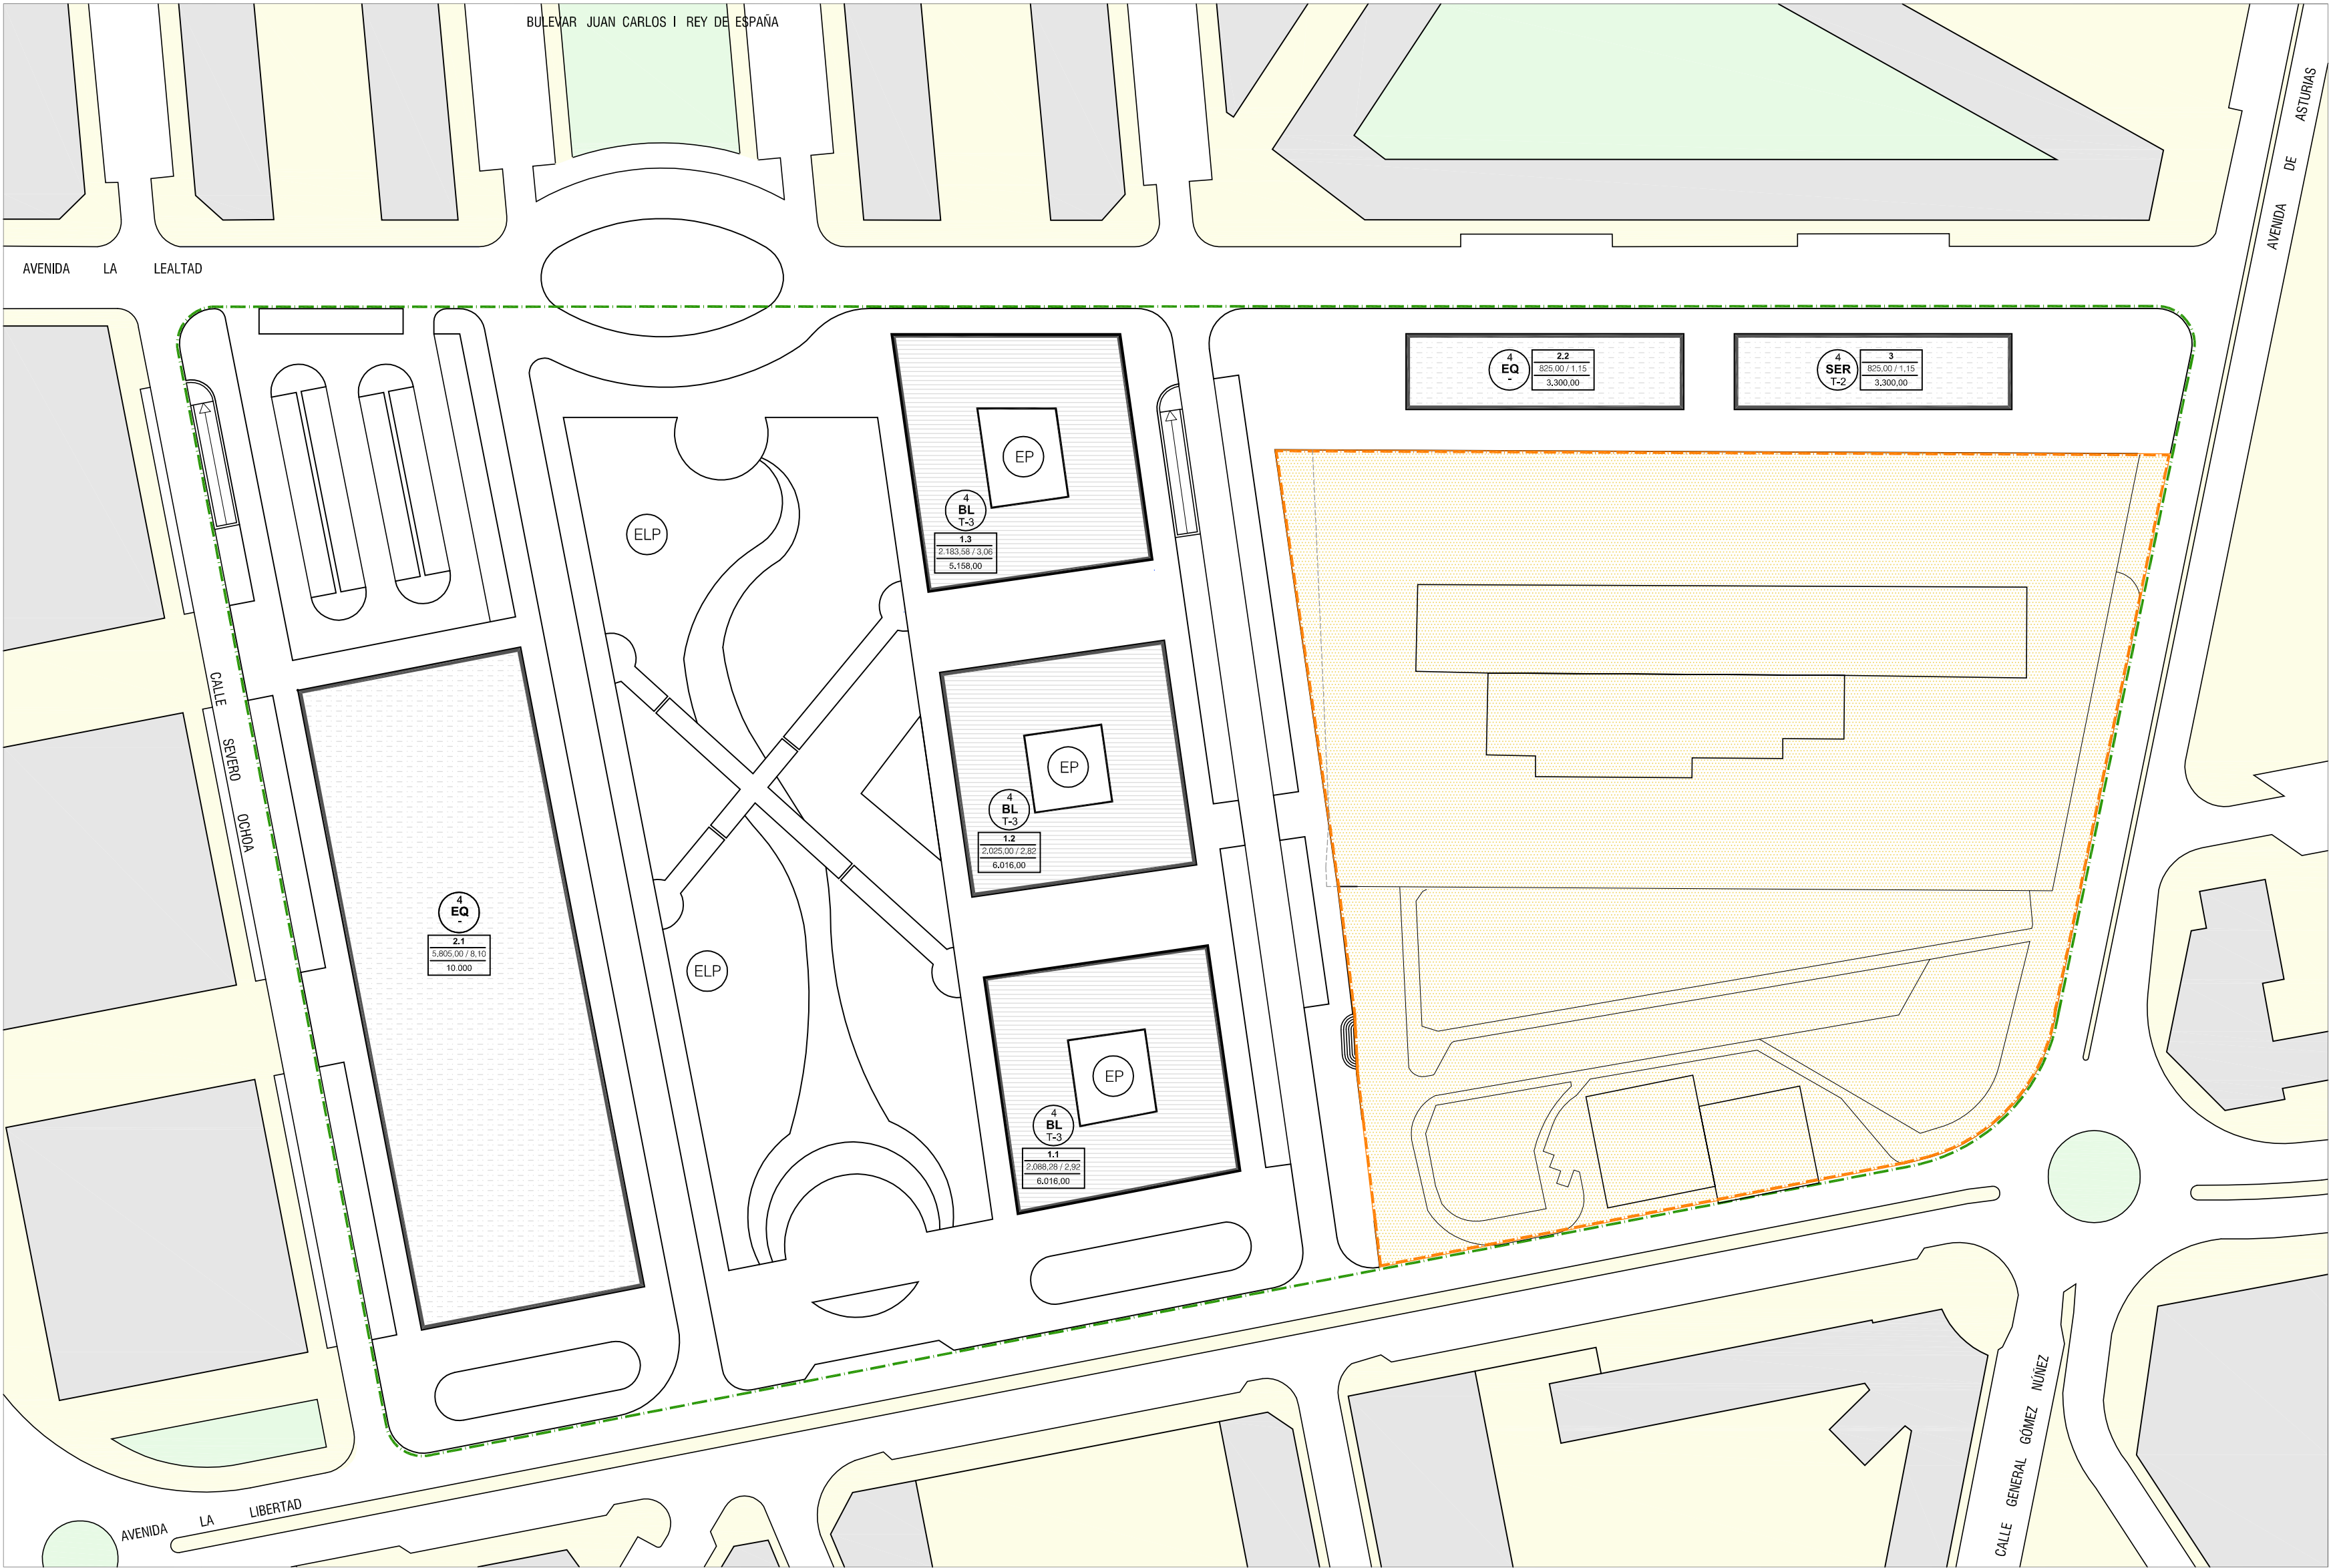 BULEVAR JUAN CARLOS I REY DE ESPAÑA
AVENIDA DE ASTURIAS
AVENIDA LA LEALTAD
4
EQ
-
2.2
825,00 / 1,15
3.300,00
4
SER
T-2
3
825,00 / 1,15
3.300,00
EP
4
BL
T-3
1.3
2.183,58 / 3,06
5.158,00
ELP
CALLE SEVERO OCHOA
EP
4
BL
T-3
1.2
2.025,00 / 2,82
6.016,00
4
EQ
-
2.1
5.805,00 / 8,10
10.000
ELP
EP
4
BL
T-3
1.1
2.088,28 / 2,92
6.016,00
AVENIDA LA LIBERTAD
CALLE GENERAL GÓMEZ NÚÑEZ